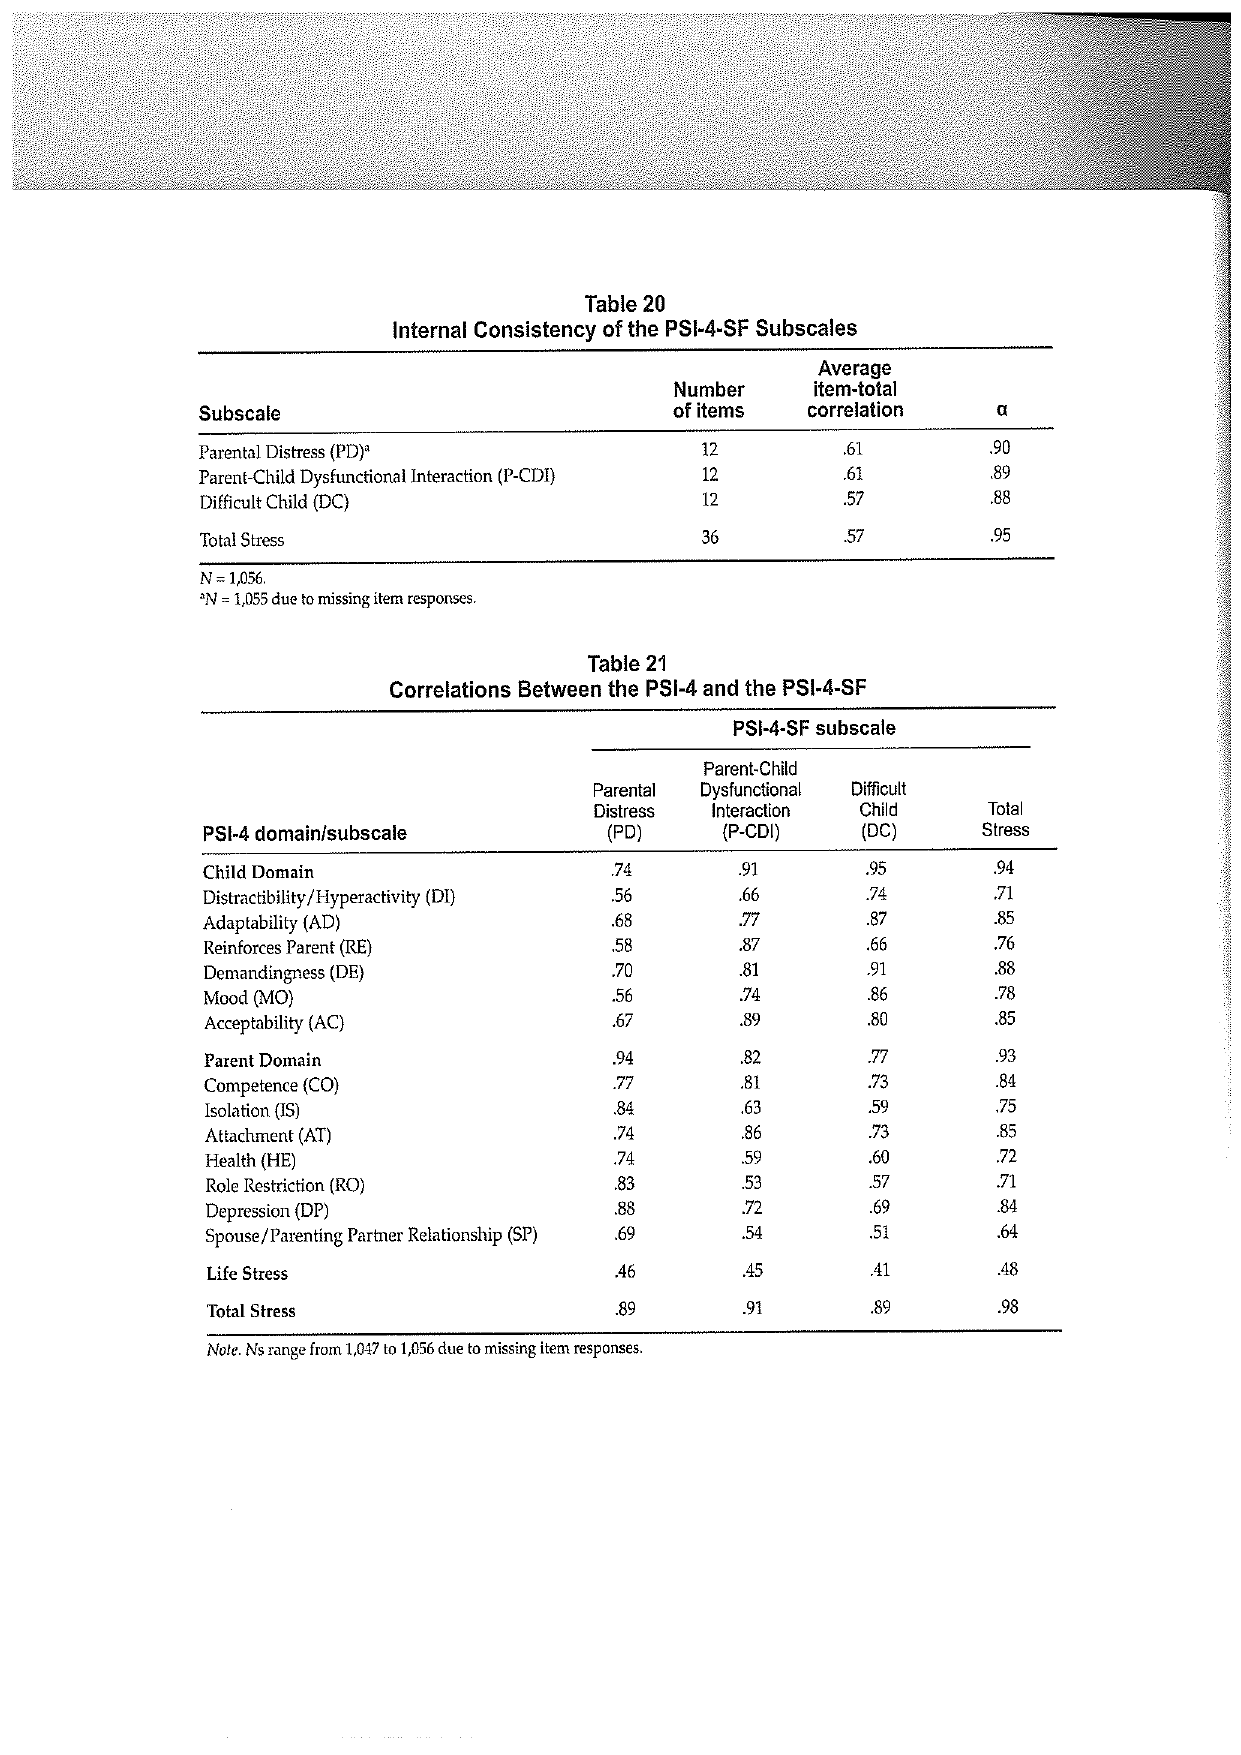 Table 20
Internal Consistency of the PSI-4-SF Subscales
Subscale Number of items Average item-total correlation α
Parental Distress (PD)ᵃ 12 .61 .90
Parent-Child Dysfunctional Interaction (P-CDI) 12 .61 .89
Difficult Child (DC) 12 .57 .88
Total Stress 36 .57 .95
N = 1,056.
ᵃN = 1,055 due to missing item responses.
Table 21
Correlations Between the PSI-4 and the PSI-4-SF
PSI-4-SF subscale
PSI-4 domain/subscale Parental Distress (PD) Parent-Child Dysfunctional Interaction (P-CDI) Difficult Child (DC) Total Stress
Child Domain .74 .91 .95 .94
Distractibility/Hyperactivity (DI) .56 .66 .74 .71
Adaptability (AD) .68 .77 .87 .85
Reinforces Parent (RE) .58 .87 .66 .76
Demandingness (DE) .70 .81 .91 .88
Mood (MO) .56 .74 .86 .78
Acceptability (AC) .67 .89 .80 .85
Parent Domain .94 .82 .77 .93
Competence (CO) .77 .81 .73 .84
Isolation (IS) .84 .63 .59 .75
Attachment (AT) .74 .86 .73 .85
Health (HE) .74 .59 .60 .72
Role Restriction (RO) .83 .53 .57 .71
Depression (DP) .88 .72 .69 .84
Spouse/Parenting Partner Relationship (SP) .69 .54 .51 .64
Life Stress .46 .45 .41 .48
Total Stress .89 .91 .89 .98
Note. Ns range from 1,047 to 1,056 due to missing item responses.